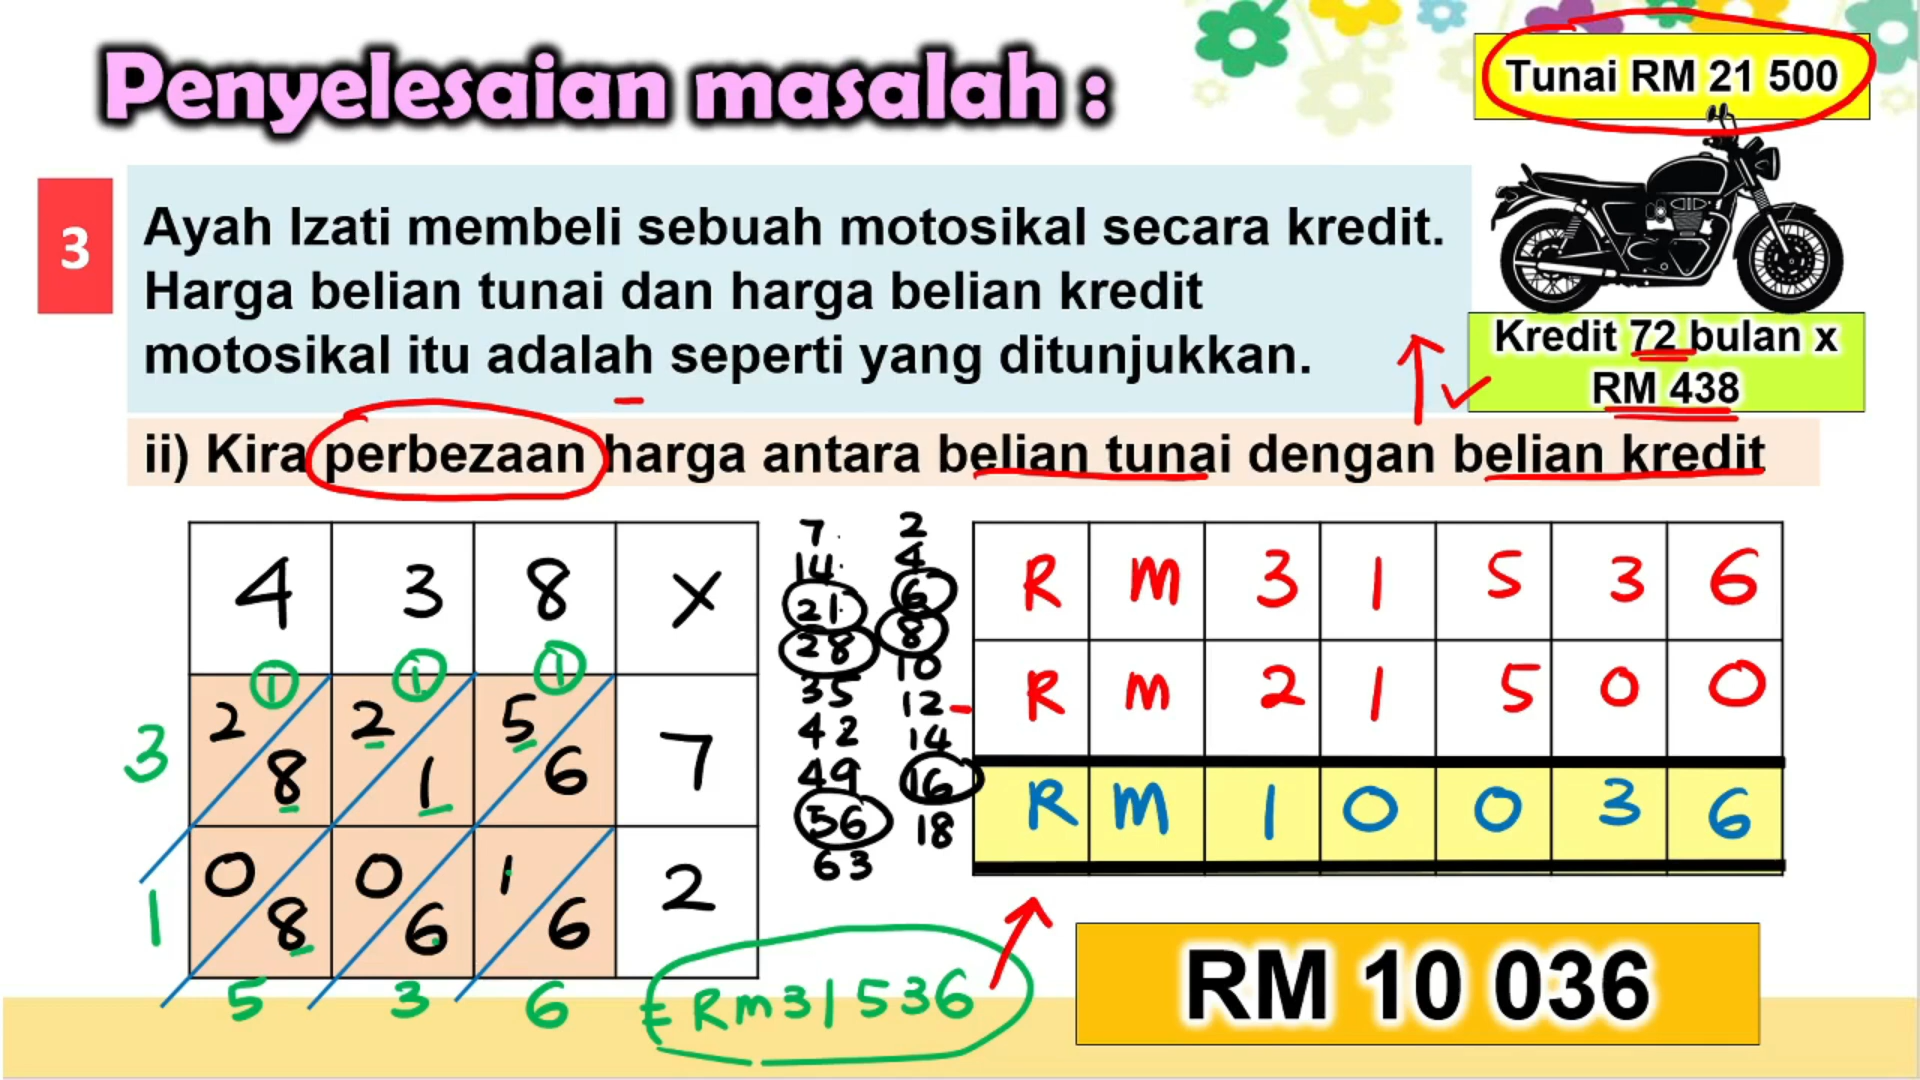 Penyelesaian masalah :
Tunai RM 21 500
3
Ayah Izati membeli sebuah motosikal secara kredit.
Harga belian tunai dan harga belian kredit
motosikal itu adalah seperti yang ditunjukkan.
Kredit 72 bulan x
RM 438
ii) Kira perbezaan harga antara belian tunai dengan belian kredit
4 3 8 x
1 1 1
3 2 8 2 1 5 6 7
1 0 8 0 6 1 6 2
5 3 6
= Rm31536
7 2
14 4
21 6
28 8
35 10
42 12
49 14
56 16
63 18
R m 3 1 5 3 6
- R m 2 1 5 0 0
R m 1 0 0 3 6
RM 10 036